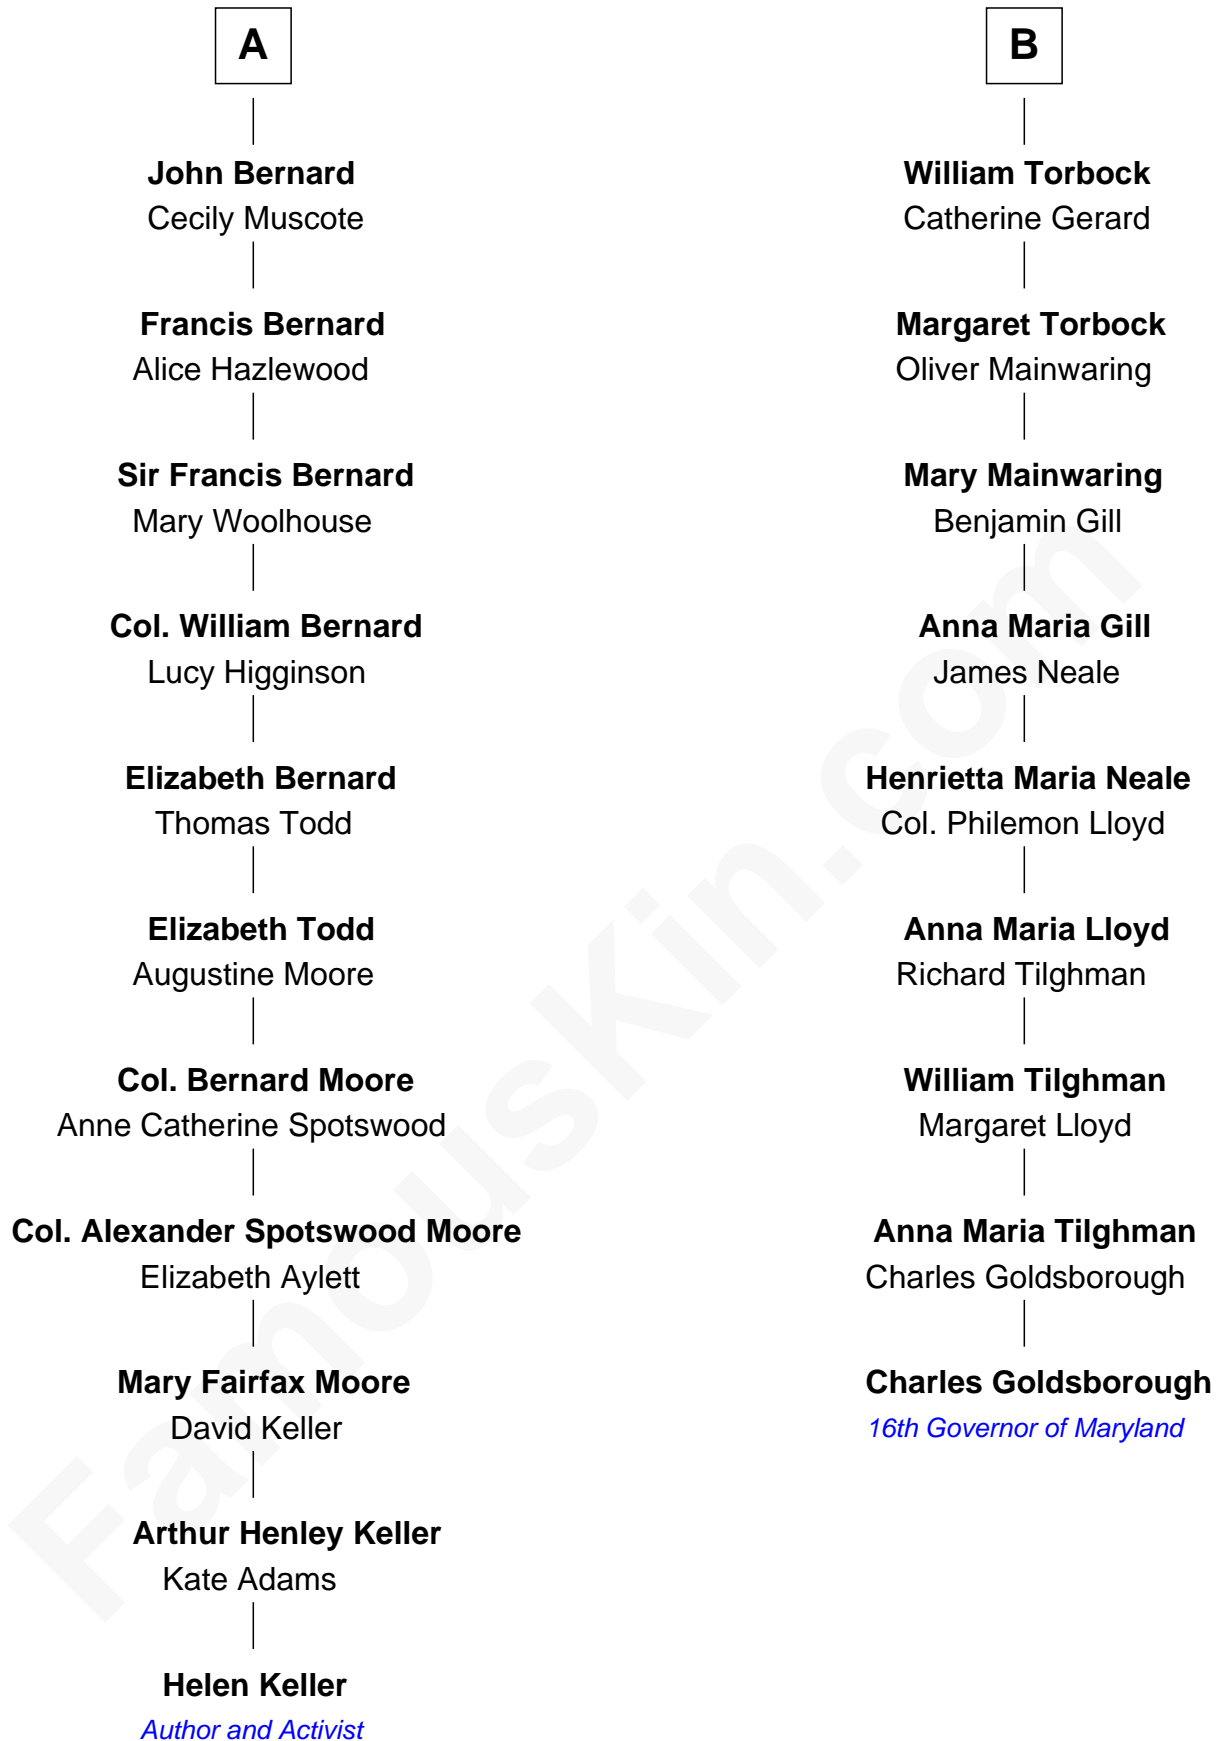 A
John Bernard
Cecily Muscote
Francis Bernard
Alice Hazlewood
Sir Francis Bernard
Mary Woolhouse
Col. William Bernard
Lucy Higginson
Elizabeth Bernard
Thomas Todd
Elizabeth Todd
Augustine Moore
Col. Bernard Moore
Anne Catherine Spotswood
Col. Alexander Spotswood Moore
Elizabeth Aylett
Mary Fairfax Moore
David Keller
Arthur Henley Keller
Kate Adams
Helen Keller
Author and Activist
B
William Torbock
Catherine Gerard
Margaret Torbock
Oliver Mainwaring
Mary Mainwaring
Benjamin Gill
Anna Maria Gill
James Neale
Henrietta Maria Neale
Col. Philemon Lloyd
Anna Maria Lloyd
Richard Tilghman
William Tilghman
Margaret Lloyd
Anna Maria Tilghman
Charles Goldsborough
Charles Goldsborough
16th Governor of Maryland
FamousKin.com